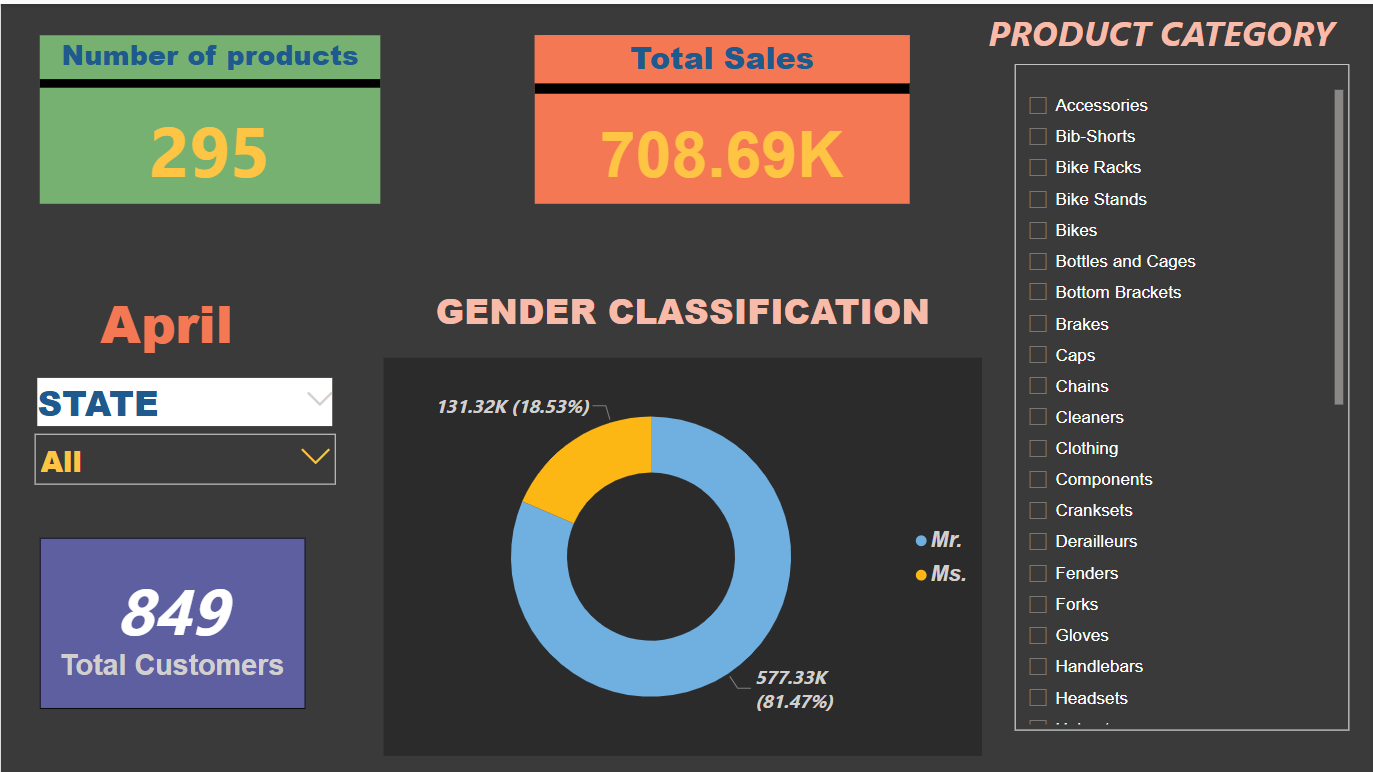 Number of products
295
Total Sales
708.69K
PRODUCT CATEGORY
Accessories
Bib-Shorts
Bike Racks
Bike Stands
Bikes
Bottles and Cages
Bottom Brackets
Brakes
Caps
Chains
Cleaners
Clothing
Components
Cranksets
Derailleurs
Fenders
Forks
Gloves
Handlebars
Headsets
April
STATE
All
849
Total Customers
GENDER CLASSIFICATION
131.32K (18.53%)
577.33K
(81.47%)
Mr.
Ms.